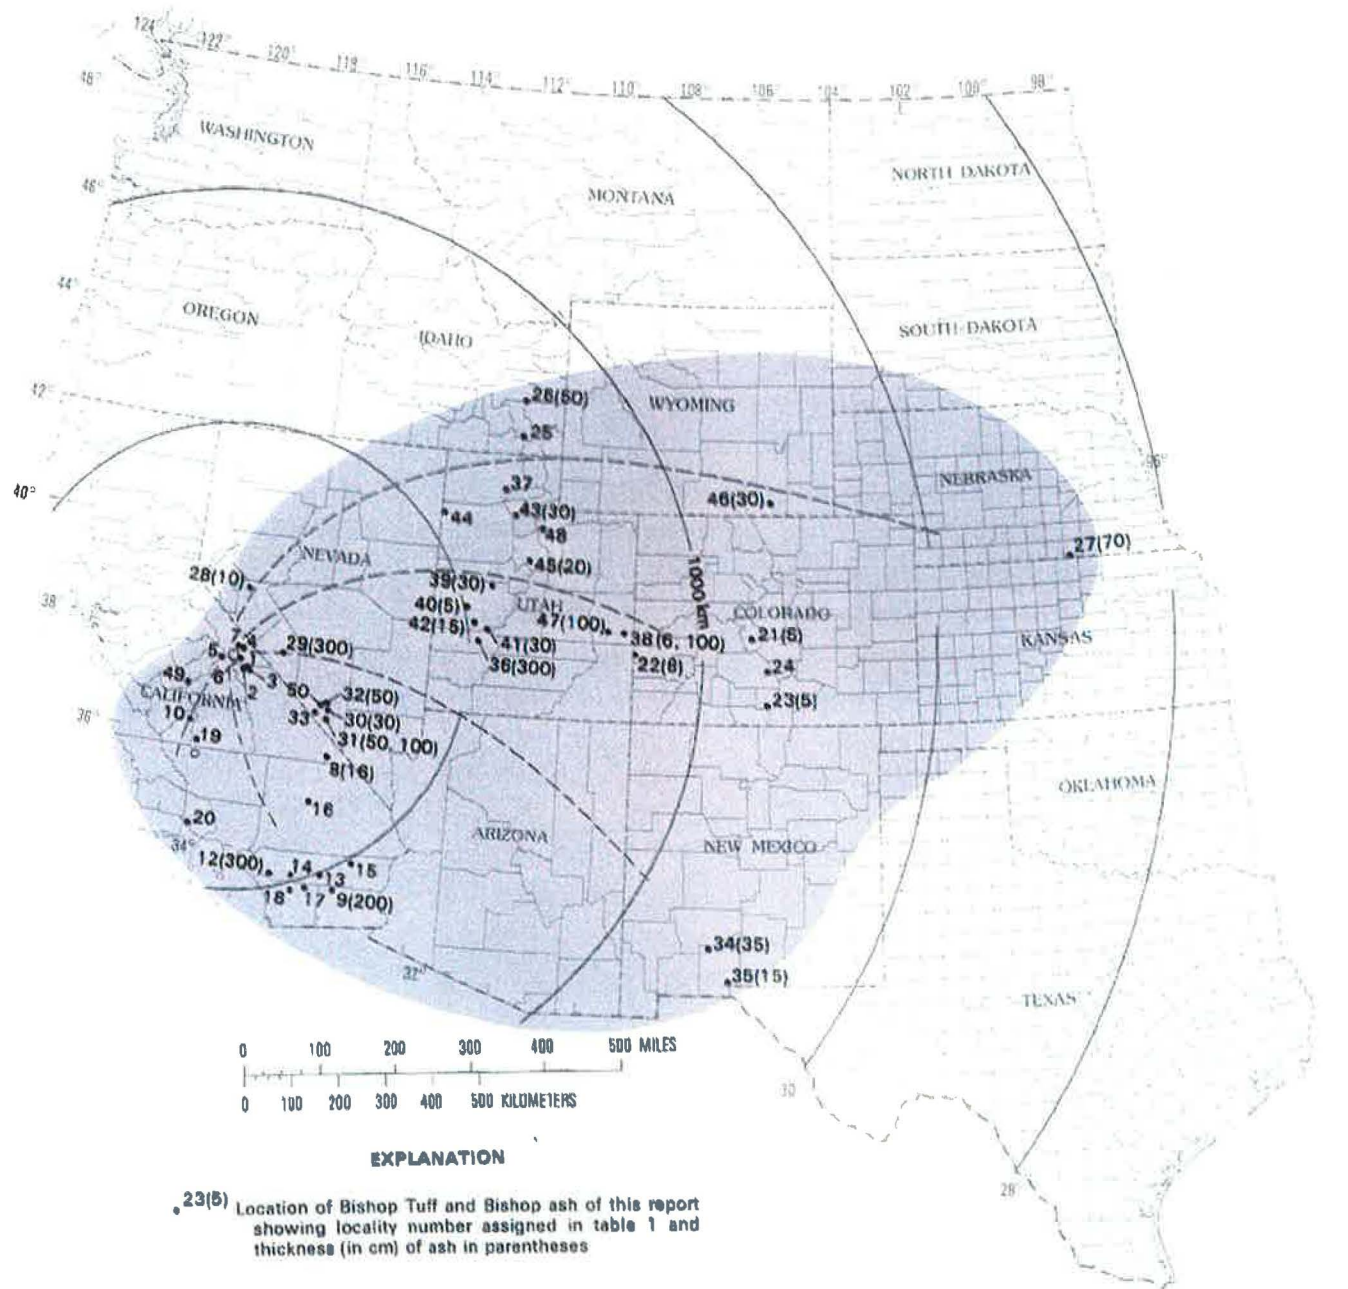 124° 122° 120° 118 116° 114° 112° 110° 108° 106° 104 102 100° 98°
48°
WASHINGTON
NORTH DAKOTA
46°
MONTANA
44°
OREGON
IDAHO
SOUTH DAKOTA
42°
26(50)
WYOMING
25
96°
NEBRASKA
40°
37
46(30)
44
43(30)
48
27(70)
NEVADA
45(20)
1000 km
28(10)
39(30)
38
40(5)
UTAH
COLORADO
42(15)
47(100)
38(6, 100)
21(5)
KANSAS
7
4
5
1
29(300)
41(30)
36(300)
22(8)
24
49
6
3
50
32(50)
CALIFORNIA
2
23(5)
36°
10
33
30(30)
19
31(50, 100)
8(16)
OKLAHOMA
16
20
ARIZONA
NEW MEXICO
34°
12(300)
14
15
13
18
17
9(200)
34(35)
32°
35(15)
TEXAS
30
28
0 100 200 300 400 500 MILES
0 100 200 300 400 500 KILOMETERS
EXPLANATION
23(5) Location of Bishop Tuff and Bishop ash of this report
showing locality number assigned in table 1 and
thickness (in cm) of ash in parentheses